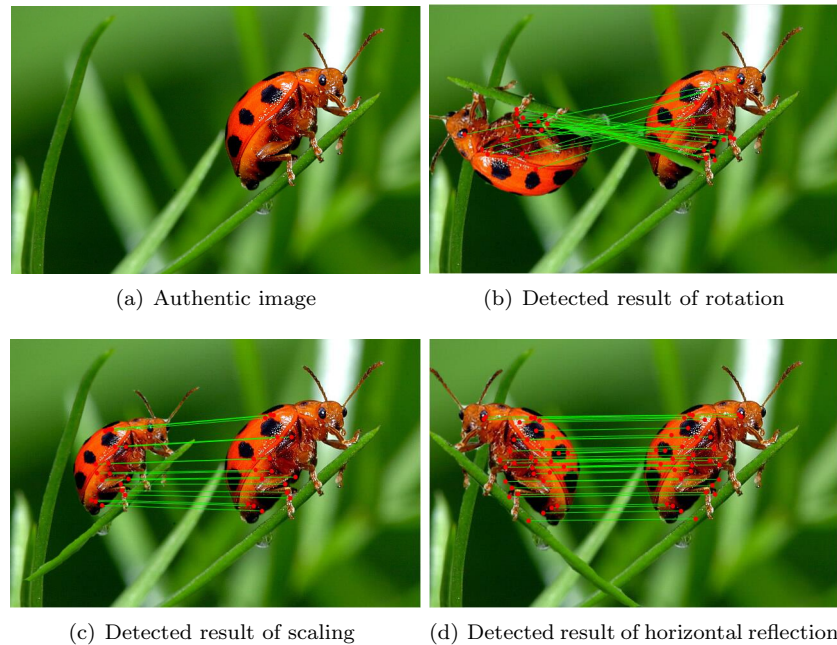 (a) Authentic image
(b) Detected result of rotation
(c) Detected result of scaling
(d) Detected result of horizontal reflection